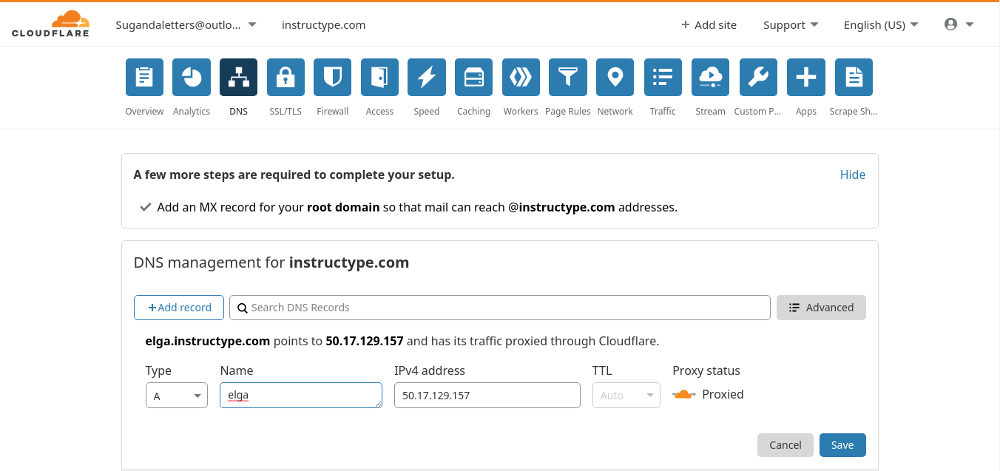 CLOUDFLARE
Sugandaletters@outlo... instructype.com + Add site Support English (US)
Overview Analytics DNS SSL/TLS Firewall Access Speed Caching Workers Page Rules Network Traffic Stream Custom P... Apps Scrape Sh...
A few more steps are required to complete your setup. Hide
Add an MX record for your root domain so that mail can reach @instructype.com addresses.
DNS management for instructype.com
+Add record Search DNS Records Advanced
elga.instructype.com points to 50.17.129.157 and has its traffic proxied through Cloudflare.
Type Name IPv4 address TTL Proxy status
A elga 50.17.129.157 Auto Proxied
Cancel Save